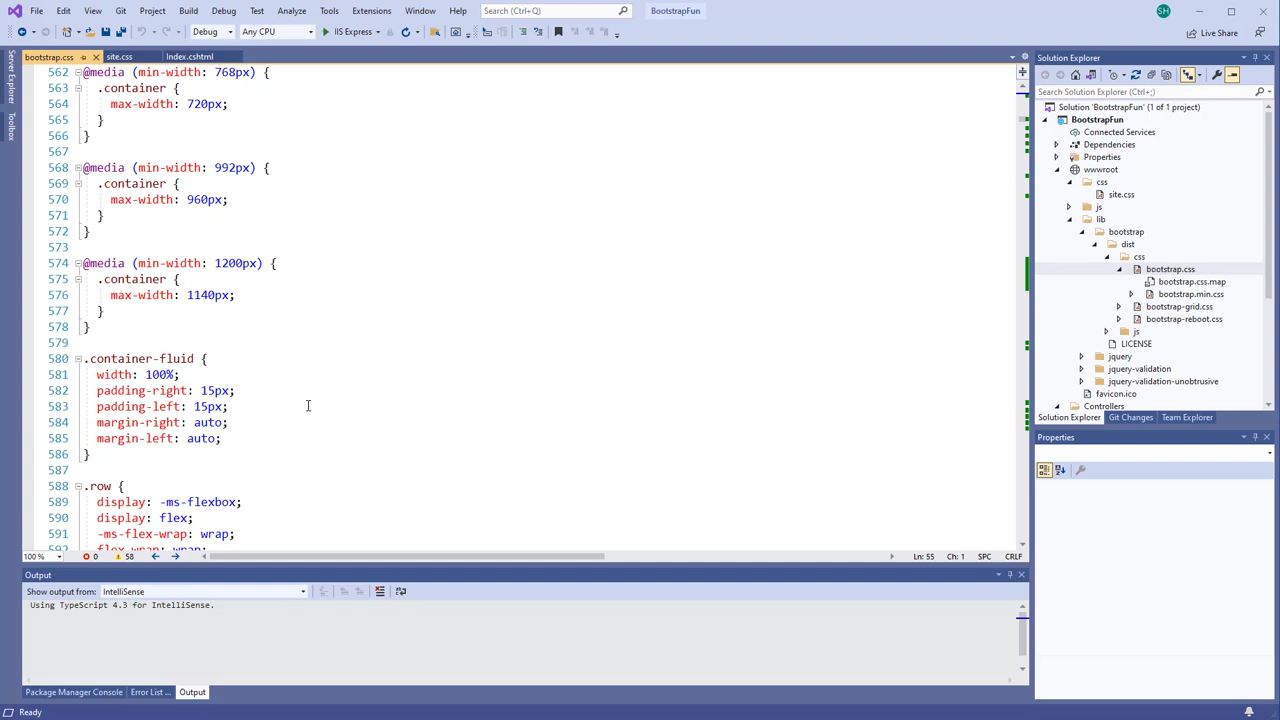 File Edit View Git Project Build Debug Test Analyze Tools Extensions Window Help Search (Ctrl+Q) BootstrapFun SH
Debug Any CPU IIS Express Live Share
Server Explorer
Toolbox
bootstrap.css site.css Index.cshtml
562 @media (min-width: 768px) {
563 .container {
564 max-width: 720px;
565 }
566 }
567
568 @media (min-width: 992px) {
569 .container {
570 max-width: 960px;
571 }
572 }
573
574 @media (min-width: 1200px) {
575 .container {
576 max-width: 1140px;
577 }
578 }
579
580 .container-fluid {
581 width: 100%;
582 padding-right: 15px;
583 padding-left: 15px;
584 margin-right: auto;
585 margin-left: auto;
586 }
587
588 .row {
589 display: -ms-flexbox;
590 display: flex;
591 -ms-flex-wrap: wrap;
592 flex-wrap: wrap;
100 % 0 58 Ln: 55 Ch: 1 SPC CRLF
Output
Show output from: IntelliSense
Using TypeScript 4.3 for IntelliSense.
Package Manager Console Error List ... Output
Ready
Solution Explorer
Search Solution Explorer (Ctrl+;)
Solution 'BootstrapFun' (1 of 1 project)
BootstrapFun
Connected Services
Dependencies
Properties
wwwroot
css
site.css
js
lib
bootstrap
dist
css
bootstrap.css
bootstrap.css.map
bootstrap.min.css
bootstrap-grid.css
bootstrap-reboot.css
js
LICENSE
jquery
jquery-validation
jquery-validation-unobtrusive
favicon.ico
Controllers
Solution Explorer Git Changes Team Explorer
Properties